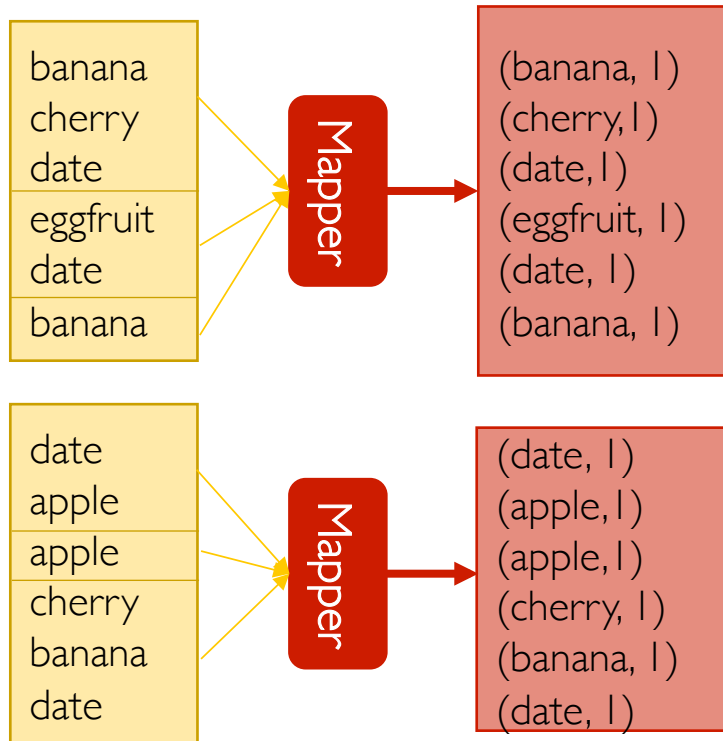 banana
cherry
date
eggfruit
date
banana
Mapper
(banana, 1)
(cherry,1)
(date,1)
(eggfruit, 1)
(date, 1)
(banana, 1)
date
apple
apple
cherry
banana
date
Mapper
(date, 1)
(apple,1)
(apple,1)
(cherry, 1)
(banana, 1)
(date, 1)